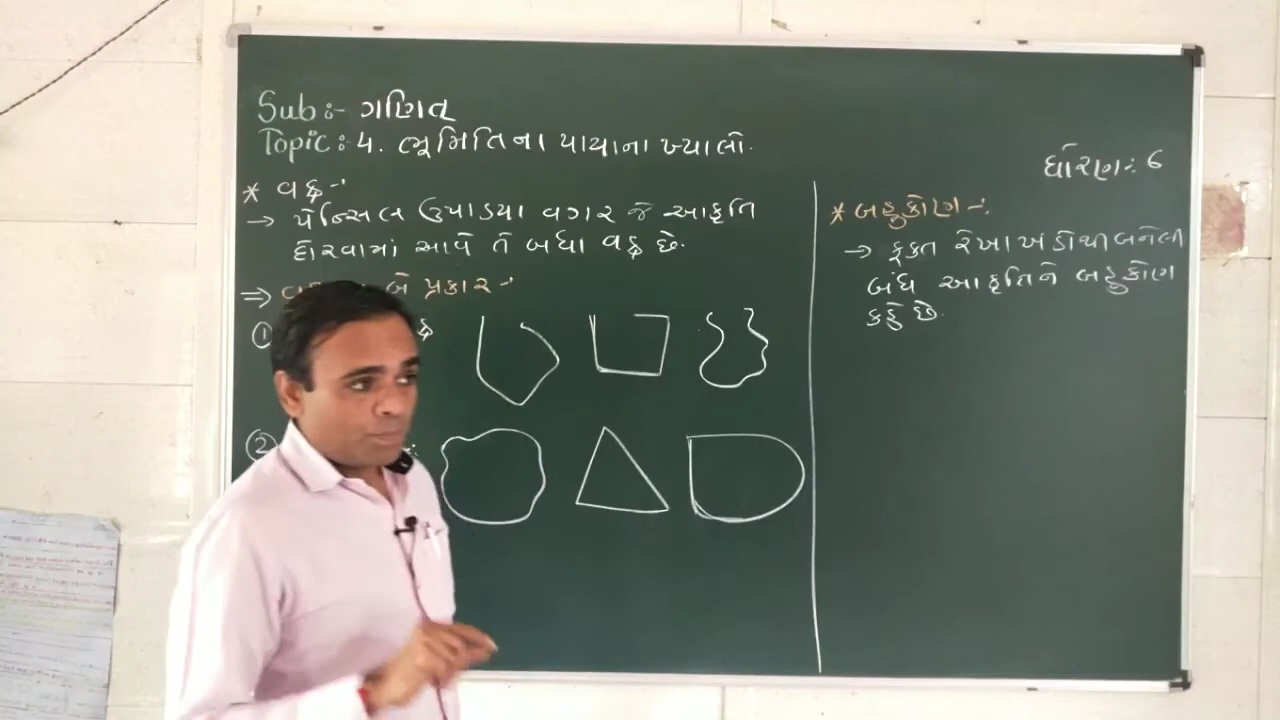 Sub:- ગણિત
Topic:- 4. ભૂમિતિના પાયાના ખ્યાલો.
ધોરણ:- 6
* વક્ર:-
→ પેન્સિલ ઉપાડયા વગર જે આકૃતિ
દોરવામાં આવે તે બધા વક્ર છે.
⇒ બે પ્રકાર:-
①
②
* બહુકોણ:-
→ ફક્ત રેખાખંડોથી બનેલી
બંધ આકૃતિને બહુકોણ
કહે છે.